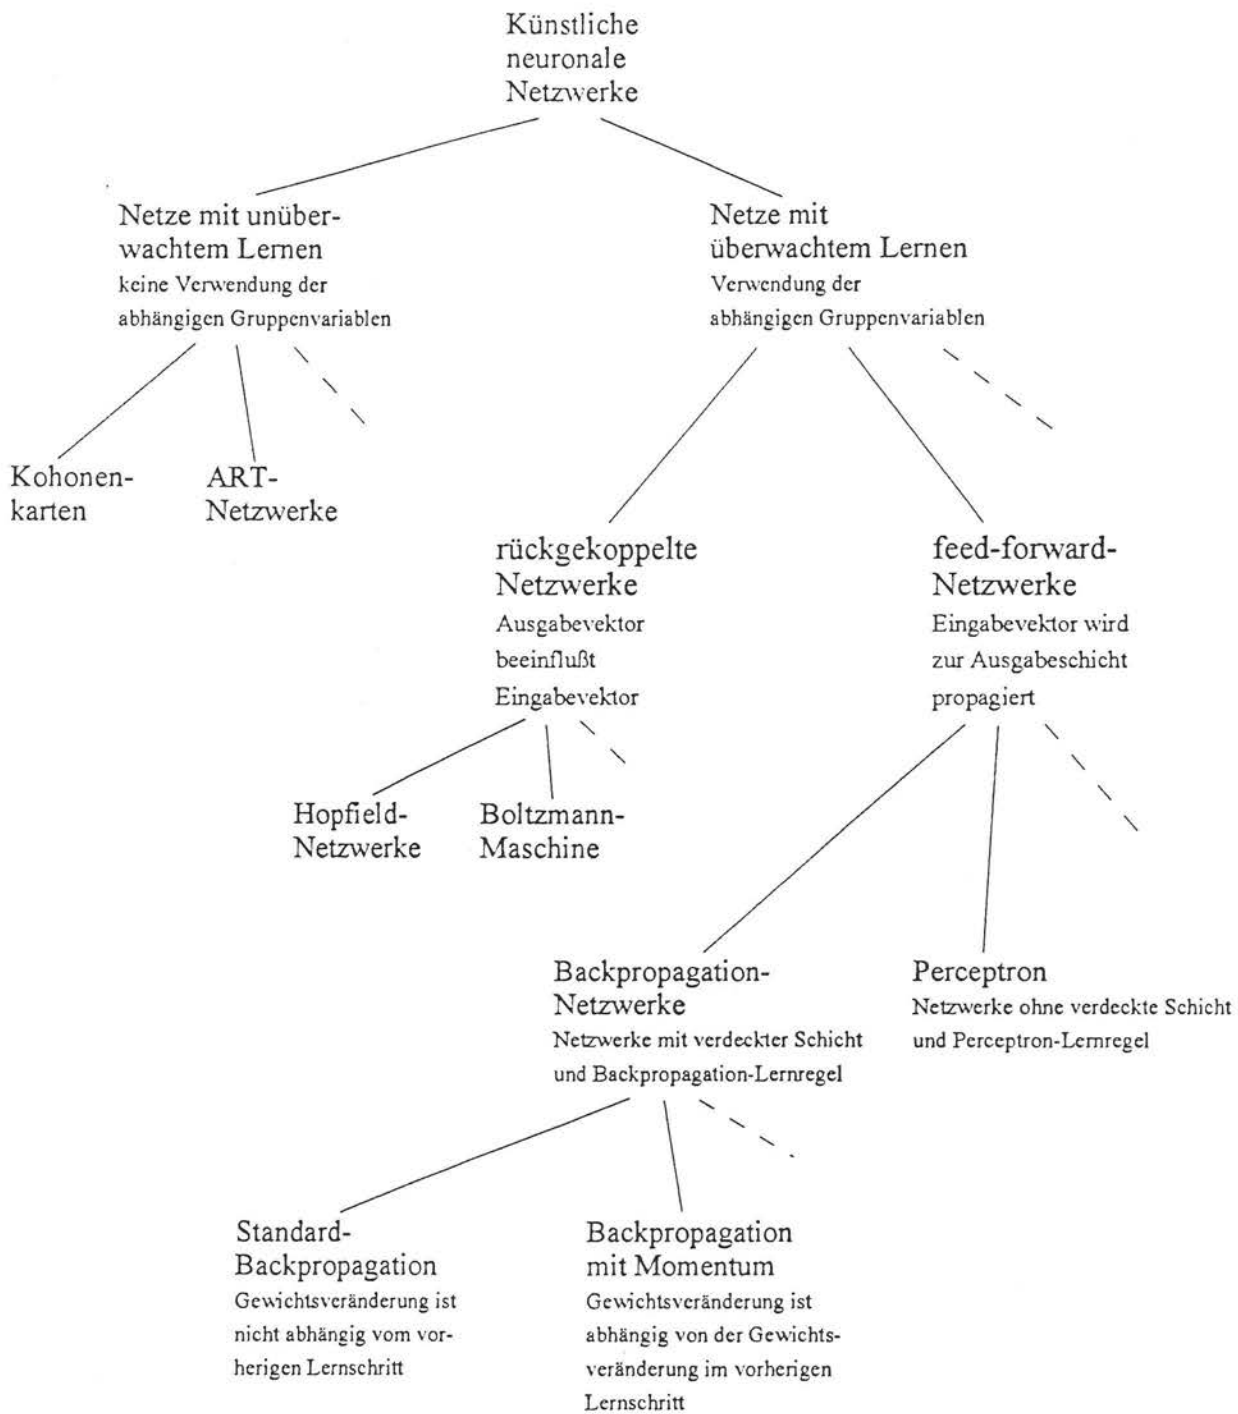 Künstliche
neuronale
Netzwerke
Netze mit unüber-
wachtem Lernen
keine Verwendung der
abhängigen Gruppenvariablen
Netze mit
überwachtem Lernen
Verwendung der
abhängigen Gruppenvariablen
Kohonen-
karten
ART-
Netzwerke
rückgekoppelte
Netzwerke
Ausgabevektor
beeinflußt
Eingabevektor
feed-forward-
Netzwerke
Eingabevektor wird
zur Ausgabeschicht
propagiert
Hopfield-
Netzwerke
Boltzmann-
Maschine
Backpropagation-
Netzwerke
Netzwerke mit verdeckter Schicht
und Backpropagation-Lernregel
Perceptron
Netzwerke ohne verdeckte Schicht
und Perceptron-Lernregel
Standard-
Backpropagation
Gewichtsveränderung ist
nicht abhängig vom vor-
herigen Lernschritt
Backpropagation
mit Momentum
Gewichtsveränderung ist
abhängig von der Gewichts-
veränderung im vorherigen
Lernschritt